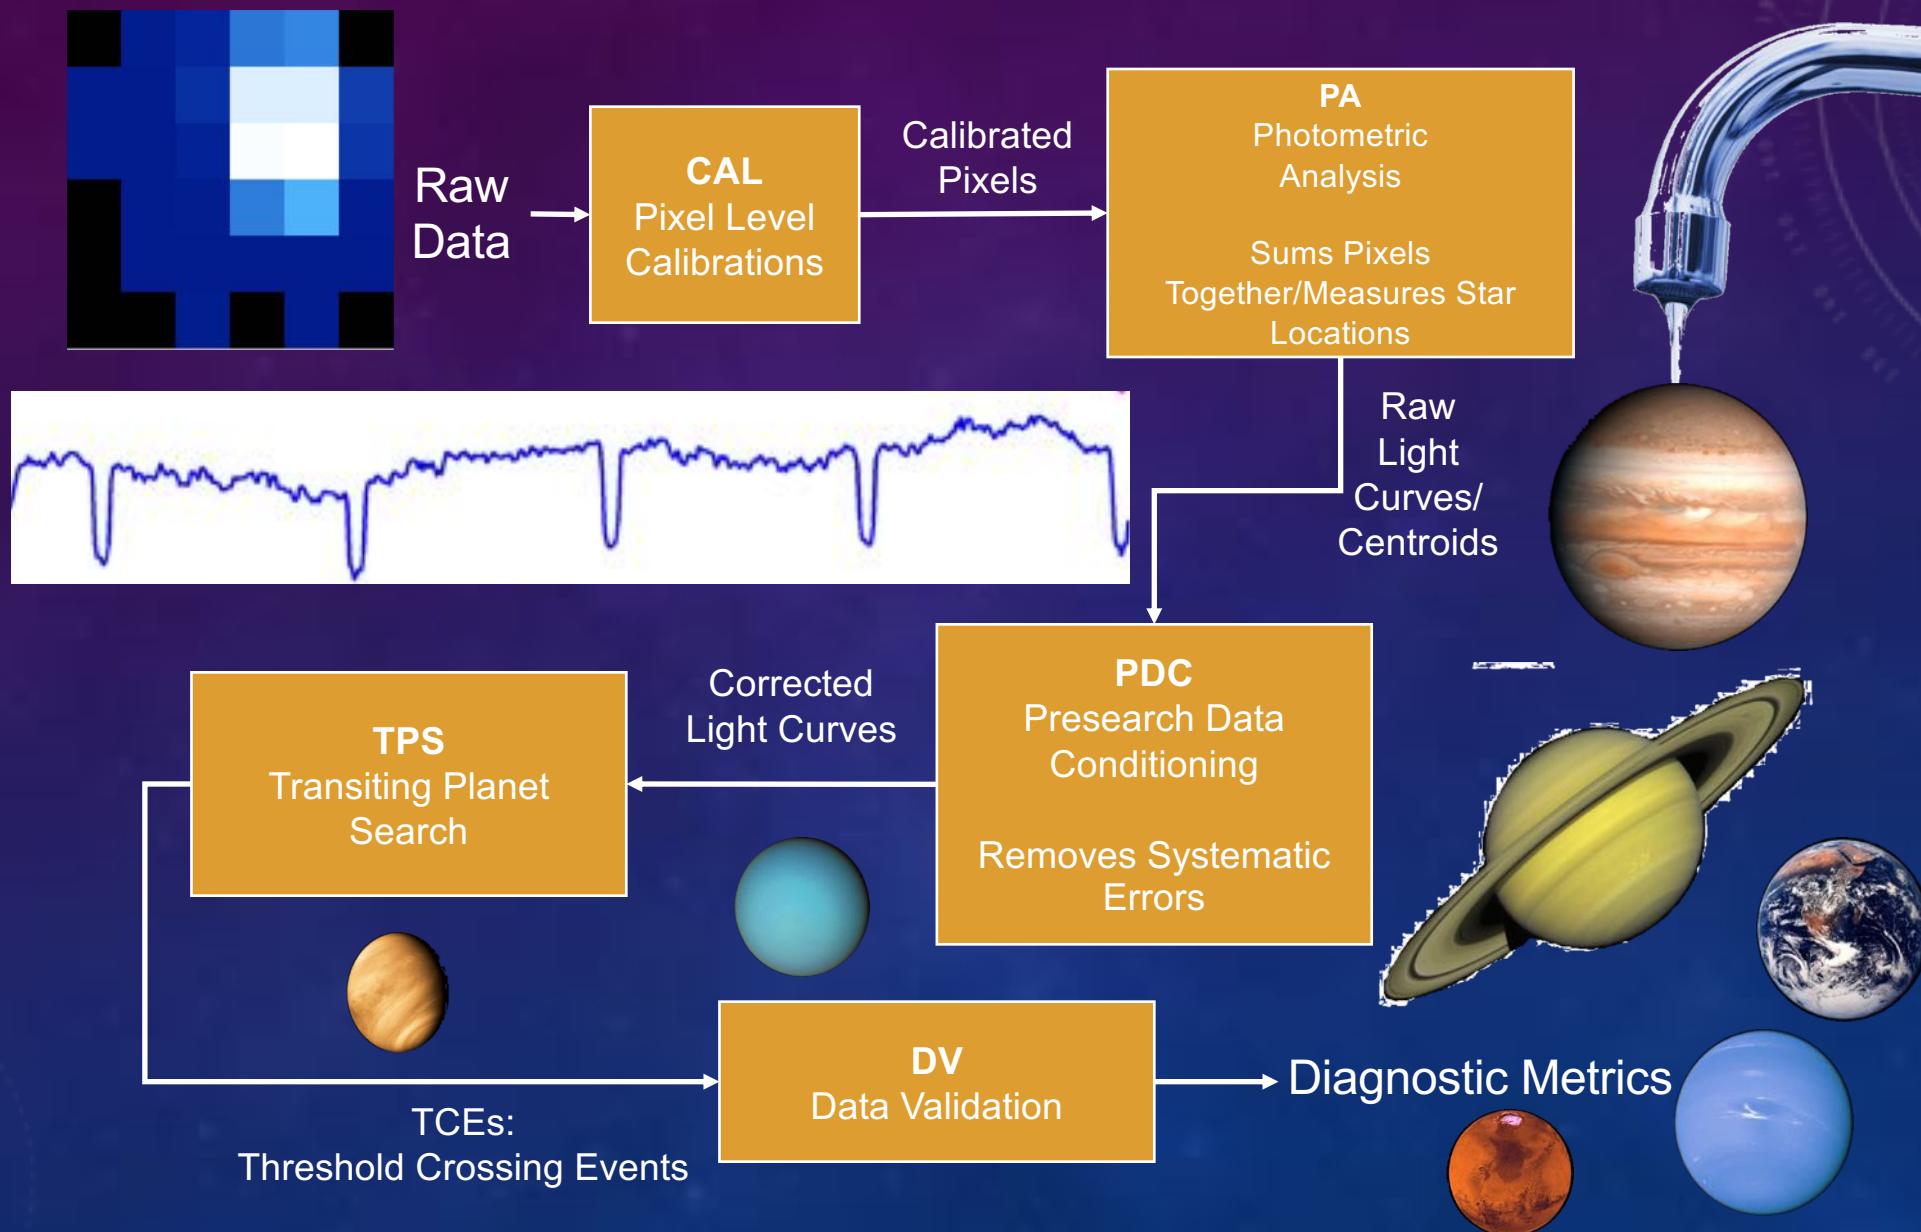 Raw
Data
CAL
Pixel Level
Calibrations
Calibrated
Pixels
PA
Photometric
Analysis
Sums Pixels
Together/Measures Star
Locations
Raw
Light
Curves/
Centroids
PDC
Presearch Data
Conditioning
Removes Systematic
Errors
Corrected
Light Curves
TPS
Transiting Planet
Search
TCEs:
Threshold Crossing Events
DV
Data Validation
Diagnostic Metrics